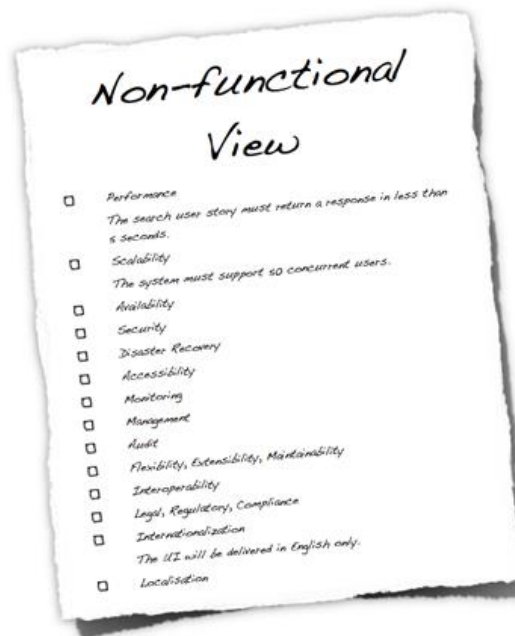 Non-functional
View
Performance
The search user story must return a response in less than
5 seconds.
Scalability
The system must support 50 concurrent users.
Availability
Security
Disaster Recovery
Accessibility
Monitoring
Management
Audit
Flexibility, Extensibility, Maintainability
Interoperability
Legal, Regulatory, Compliance
Internationalization
The UI will be delivered in English only.
Localisation